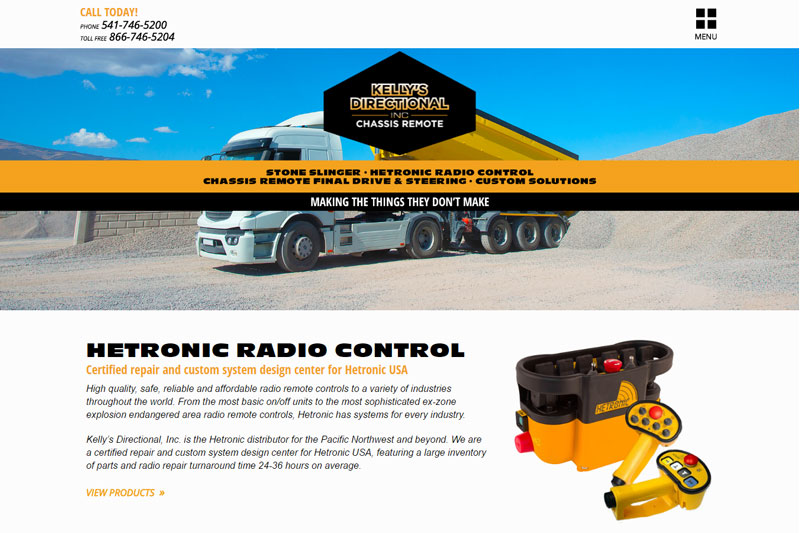 CALL TODAY!
PHONE 541-746-5200
TOLL FREE 866-746-5204
MENU
KELLY'S
DIRECTIONAL
INC
CHASSIS REMOTE
STONE SLINGER • HETRONIC RADIO CONTROL
CHASSIS REMOTE FINAL DRIVE & STEERING • CUSTOM SOLUTIONS
MAKING THE THINGS THEY DON'T MAKE
HETRONIC RADIO CONTROL
Certified repair and custom system design center for Hetronic USA
High quality, safe, reliable and affordable radio remote controls to a variety of industries
throughout the world. From the most basic on/off units to the most sophisticated ex-zone
explosion endangered area radio remote controls, Hetronic has systems for every industry.
Kelly's Directional, Inc. is the Hetronic distributor for the Pacific Northwest and beyond. We are
a certified repair and custom system design center for Hetronic USA, featuring a large inventory
of parts and radio repair turnaround time 24-36 hours on average.
VIEW PRODUCTS »
HETRONIC